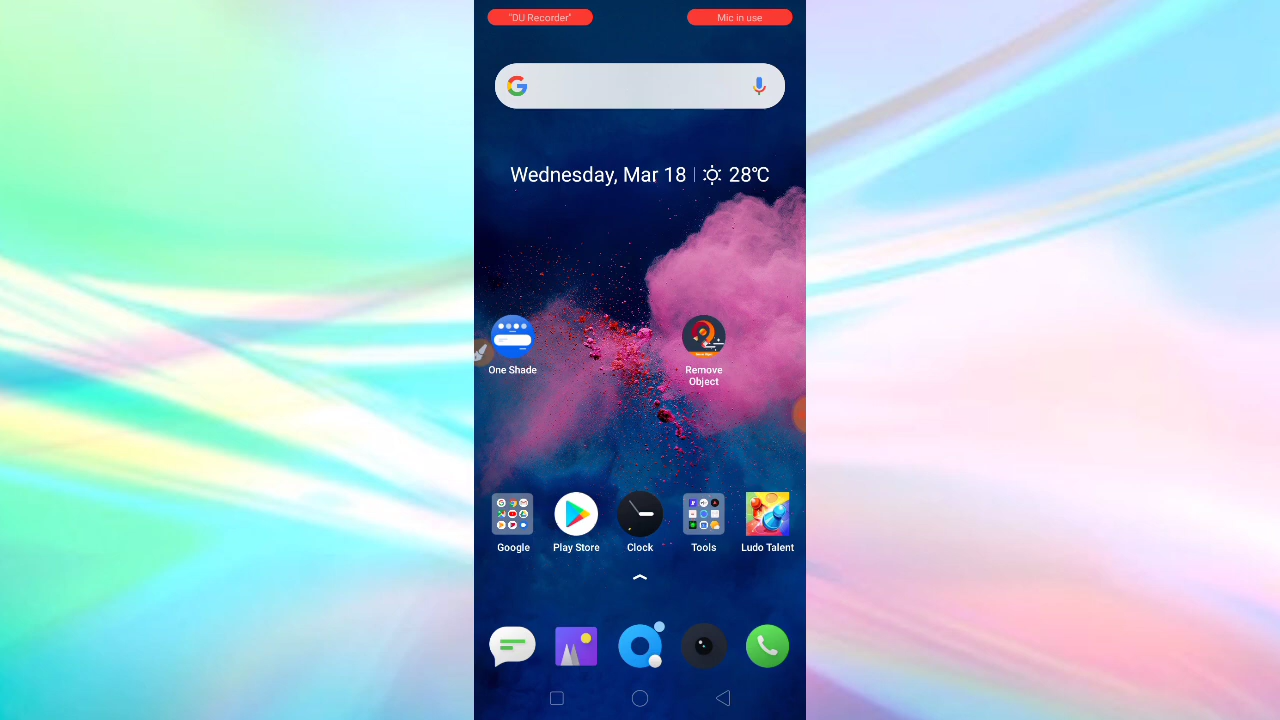 "DU Recorder"
Mic in use
Wednesday, Mar 18 28℃
One Shade
Remove
Object
Google
Play Store
Clock
Tools
Ludo Talent